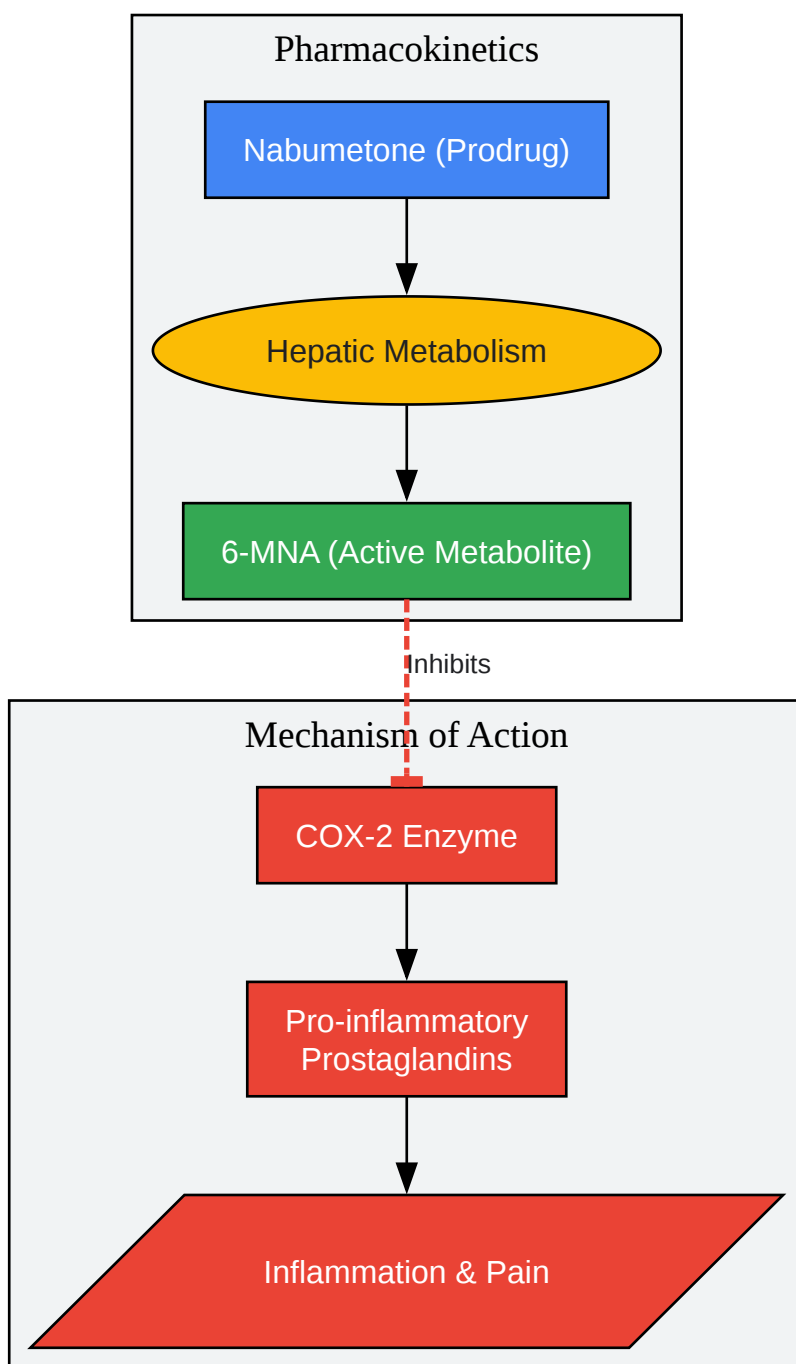 Pharmacokinetics
Nabumetone (Prodrug)
Hepatic Metabolism
6-MNA (Active Metabolite)
Inhibits
Mechanism of Action
COX-2 Enzyme
Pro-inflammatory
Prostaglandins
Inflammation & Pain